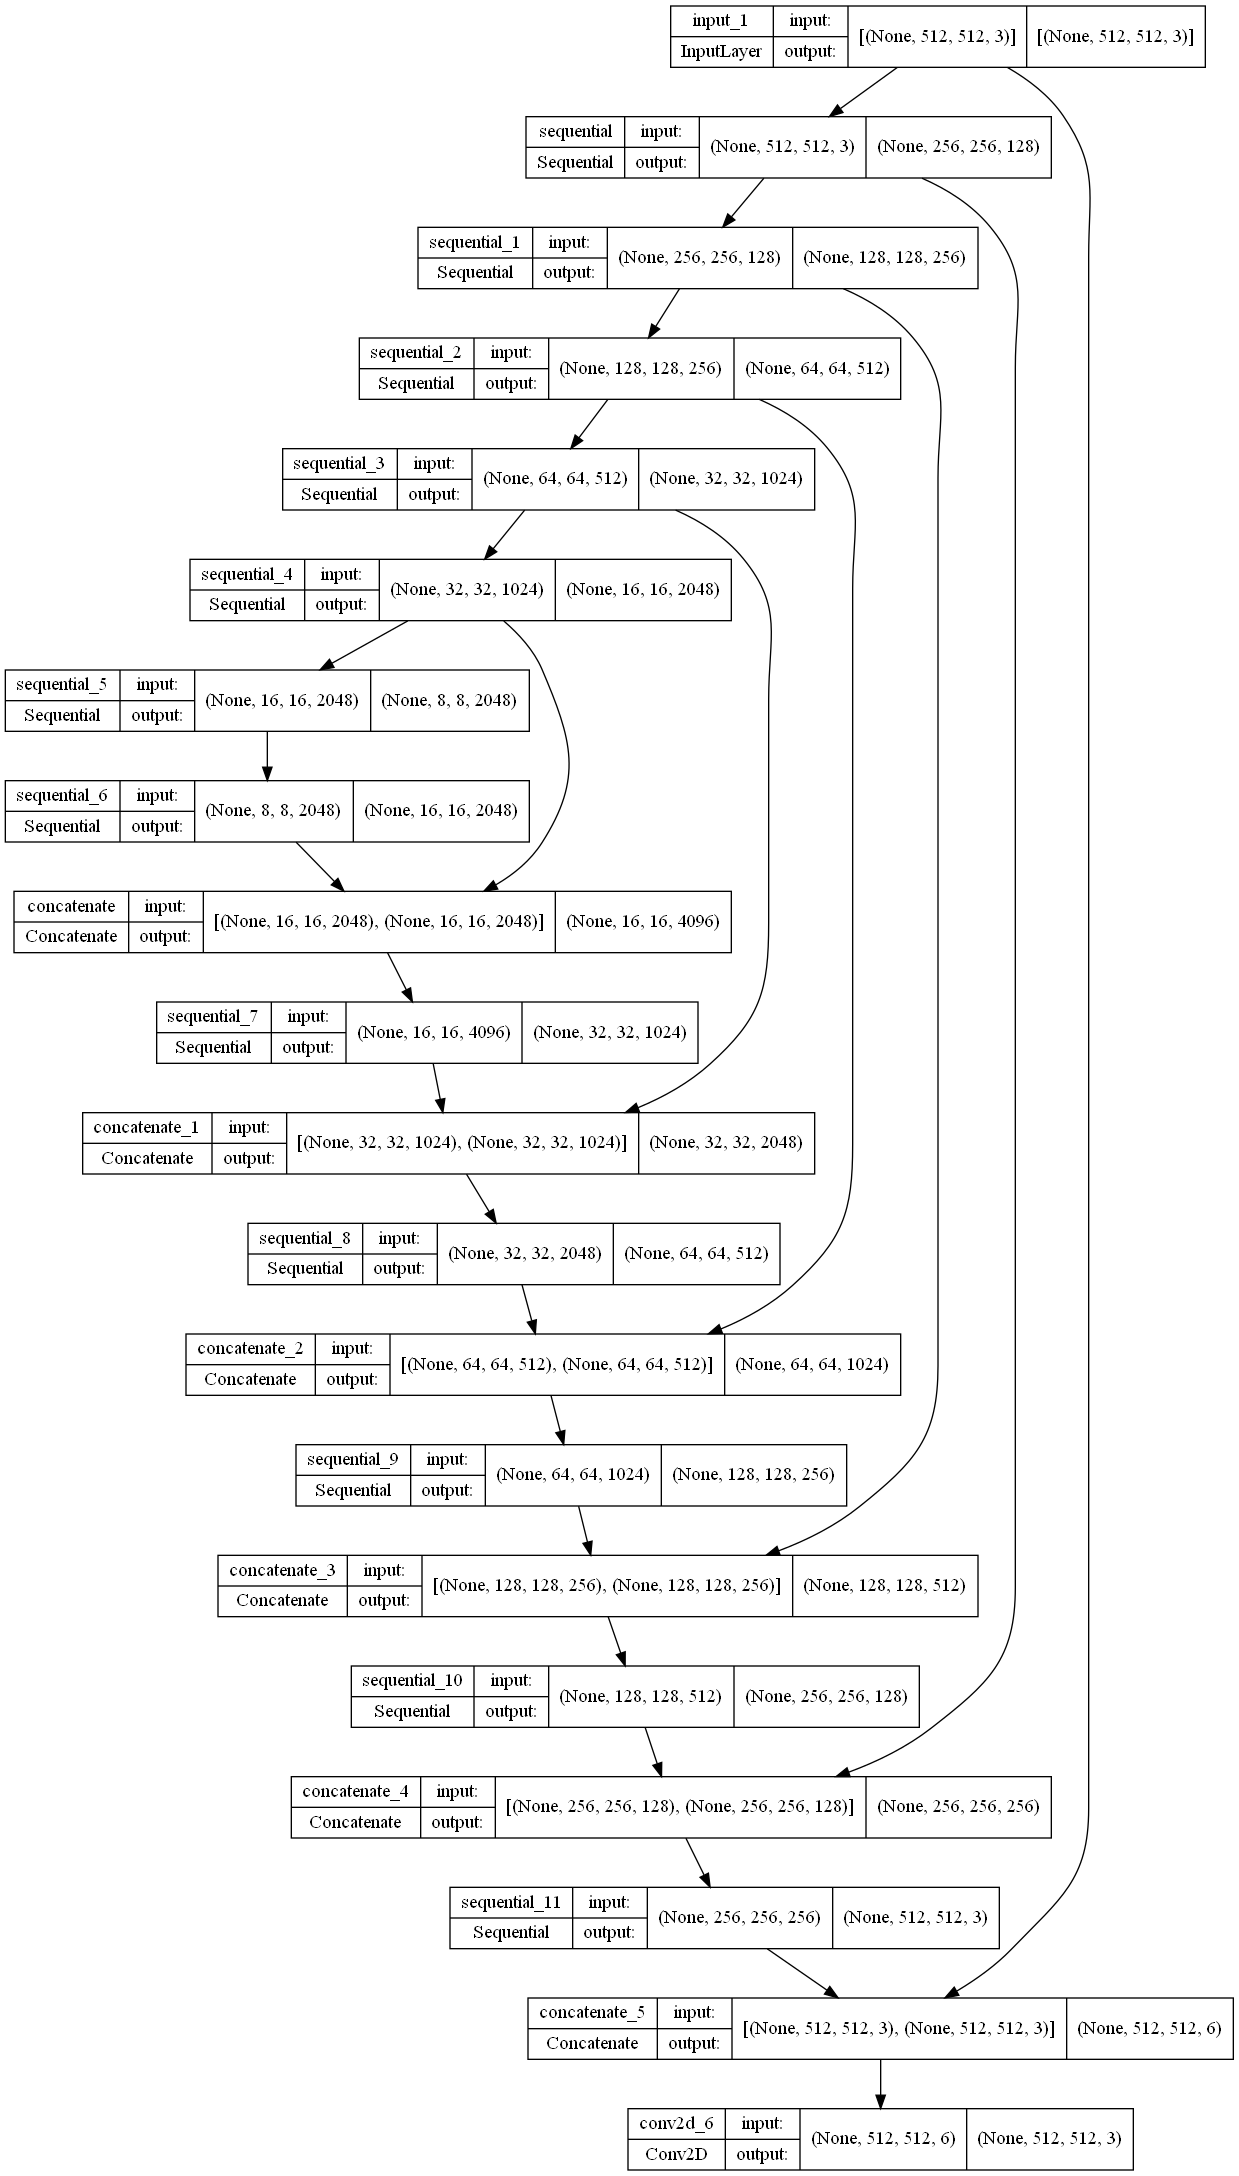 input_1 input: [(None, 512, 512, 3)] [(None, 512, 512, 3)]
InputLayer output:
sequential input: (None, 512, 512, 3) (None, 256, 256, 128)
Sequential output:
sequential_1 input: (None, 256, 256, 128) (None, 128, 128, 256)
Sequential output:
sequential_2 input: (None, 128, 128, 256) (None, 64, 64, 512)
Sequential output:
sequential_3 input: (None, 64, 64, 512) (None, 32, 32, 1024)
Sequential output:
sequential_4 input: (None, 32, 32, 1024) (None, 16, 16, 2048)
Sequential output:
sequential_5 input: (None, 16, 16, 2048) (None, 8, 8, 2048)
Sequential output:
sequential_6 input: (None, 8, 8, 2048) (None, 16, 16, 2048)
Sequential output:
concatenate input: [(None, 16, 16, 2048), (None, 16, 16, 2048)] (None, 16, 16, 4096)
Concatenate output:
sequential_7 input: (None, 16, 16, 4096) (None, 32, 32, 1024)
Sequential output:
concatenate_1 input: [(None, 32, 32, 1024), (None, 32, 32, 1024)] (None, 32, 32, 2048)
Concatenate output:
sequential_8 input: (None, 32, 32, 2048) (None, 64, 64, 512)
Sequential output:
concatenate_2 input: [(None, 64, 64, 512), (None, 64, 64, 512)] (None, 64, 64, 1024)
Concatenate output:
sequential_9 input: (None, 64, 64, 1024) (None, 128, 128, 256)
Sequential output:
concatenate_3 input: [(None, 128, 128, 256), (None, 128, 128, 256)] (None, 128, 128, 512)
Concatenate output:
sequential_10 input: (None, 128, 128, 512) (None, 256, 256, 128)
Sequential output:
concatenate_4 input: [(None, 256, 256, 128), (None, 256, 256, 128)] (None, 256, 256, 256)
Concatenate output:
sequential_11 input: (None, 256, 256, 256) (None, 512, 512, 3)
Sequential output:
concatenate_5 input: [(None, 512, 512, 3), (None, 512, 512, 3)] (None, 512, 512, 6)
Concatenate output:
conv2d_6 input: (None, 512, 512, 6) (None, 512, 512, 3)
Conv2D output: